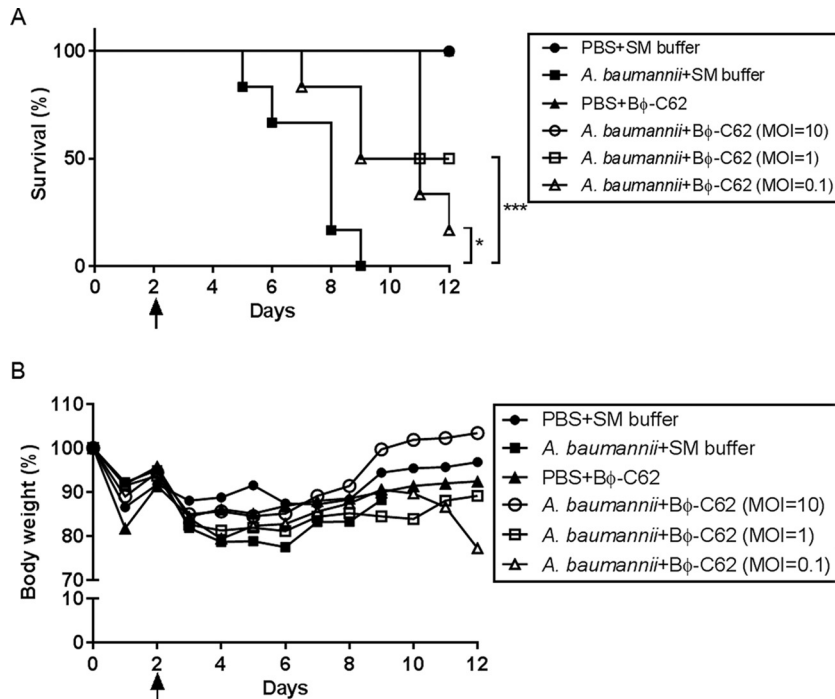 A
100
50
0
Survival (%)
0 2 4 6 8 10 12
Days
PBS+SM buffer
A. baumannii+SM buffer
PBS+Bϕ-C62
A. baumannii+Bϕ-C62 (MOI=10)
A. baumannii+Bϕ-C62 (MOI=1)
A. baumannii+Bϕ-C62 (MOI=0.1)
***
*
B
110
100
90
80
70
10
0
Body weight (%)
0 2 4 6 8 10 12
Days
PBS+SM buffer
A. baumannii+SM buffer
PBS+Bϕ-C62
A. baumannii+Bϕ-C62 (MOI=10)
A. baumannii+Bϕ-C62 (MOI=1)
A. baumannii+Bϕ-C62 (MOI=0.1)